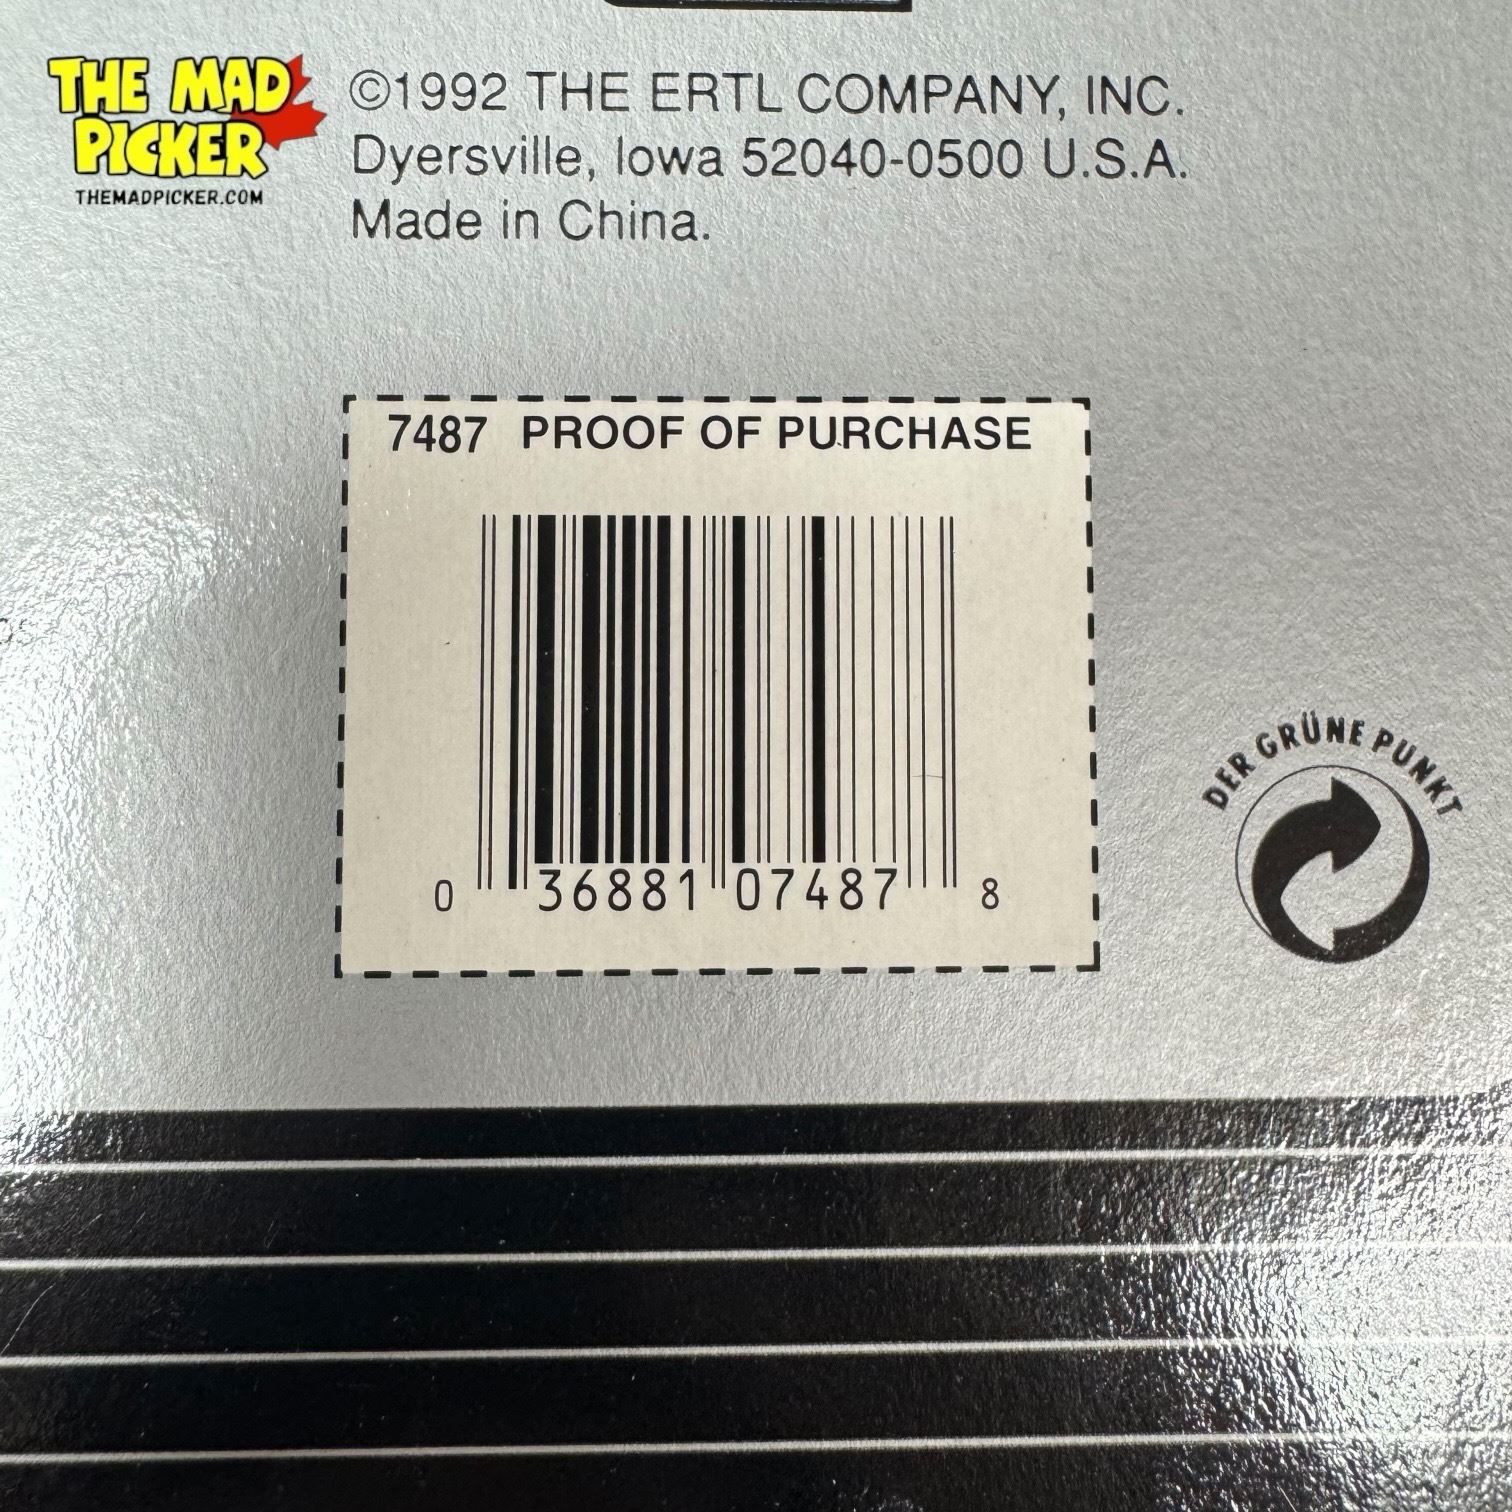 THE MAD
PICKER
THEMADPICKER.COM
©1992 THE ERTL COMPANY, INC.
Dyersville, Iowa 52040-0500 U.S.A.
Made in China.
7487 PROOF OF PURCHASE
0 36881 07487 8
DER GRÜNE PUNKT